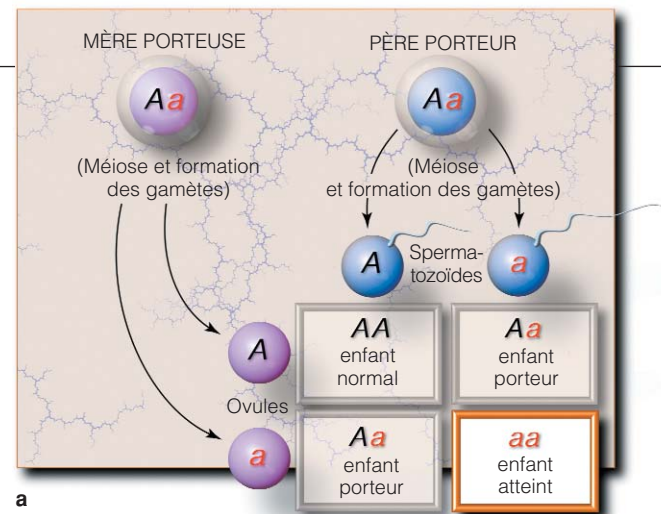 MÈRE PORTEUSE
PÈRE PORTEUR
Aa
Aa
(Méiose et formation
des gamètes)
(Méiose
et formation des gamètes)
A
Sperma-
tozoïdes
a
A
Ovules
a
AA
enfant
normal
Aa
enfant
porteur
Aa
enfant
porteur
aa
enfant
atteint
a